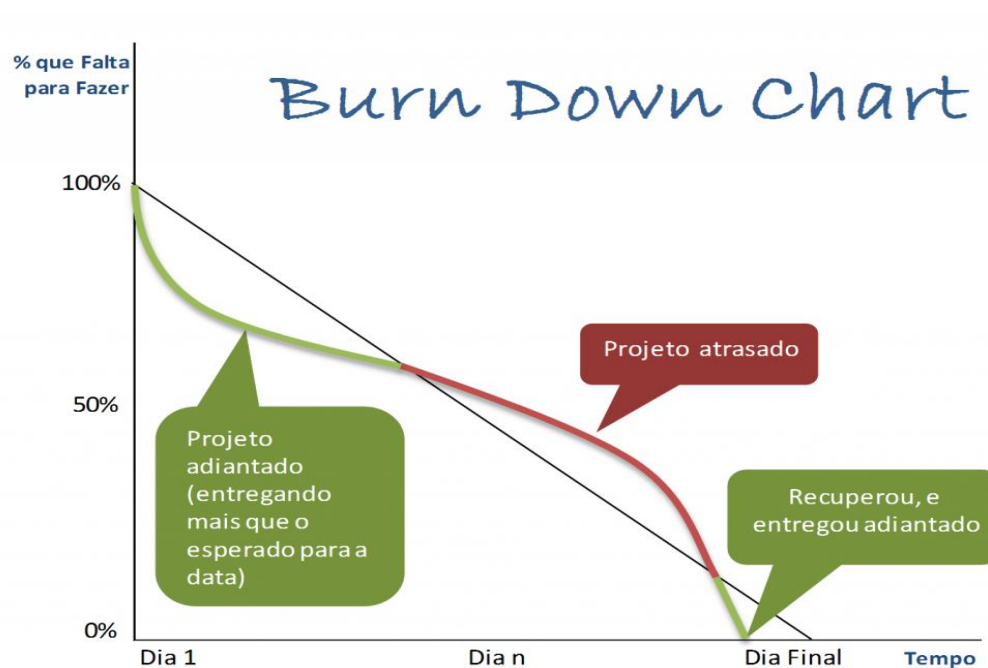 % que Falta
para Fazer
Burn Down Chart
100%
Projeto atrasado
50%
Projeto
adiantado
(entregando
mais que o
esperado para a
data)
Recuperou, e
entregou adiantado
0%
Dia 1
Dia n
Dia Final
Tempo